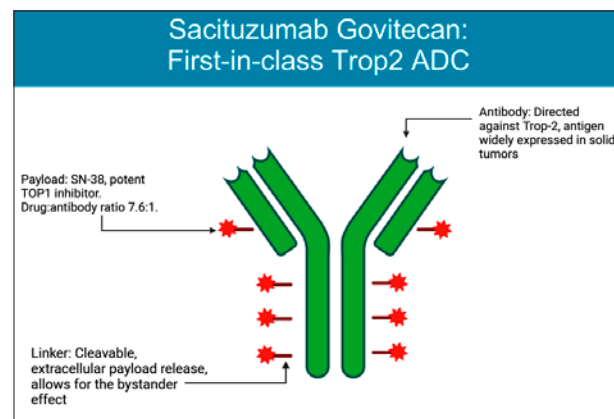 Sacituzumab Govitecan:
First-in-class Trop2 ADC
Antibody: Directed
against Trop-2, antigen
widely expressed in solid
tumors
Payload: SN-38, potent
TOP1 inhibitor.
Drug:antibody ratio 7.6:1.
Linker: Cleavable,
extracellular payload release,
allows for the bystander
effect